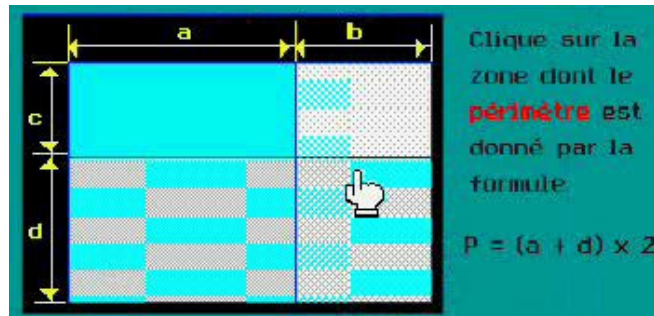 a
b
c
d
Clique sur la
zone dont le
périmètre est
donné par la
formule
P = (a + d) x 2